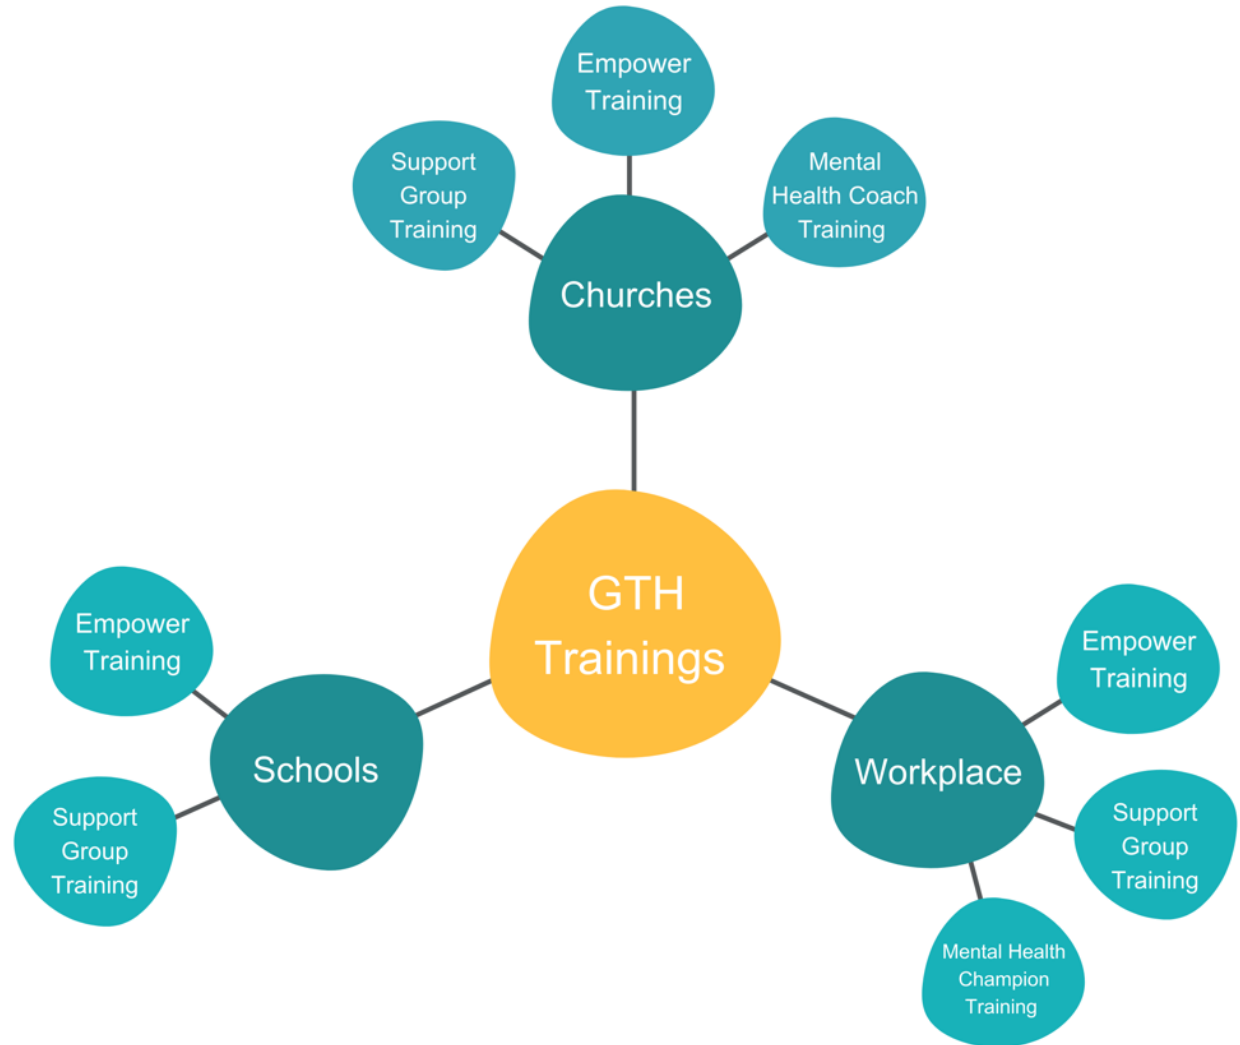 Empower
Training
Support
Group
Training
Mental
Health Coach
Training
Churches
GTH
Trainings
Empower
Training
Schools
Support
Group
Training
Empower
Training
Workplace
Support
Group
Training
Mental Health
Champion
Training